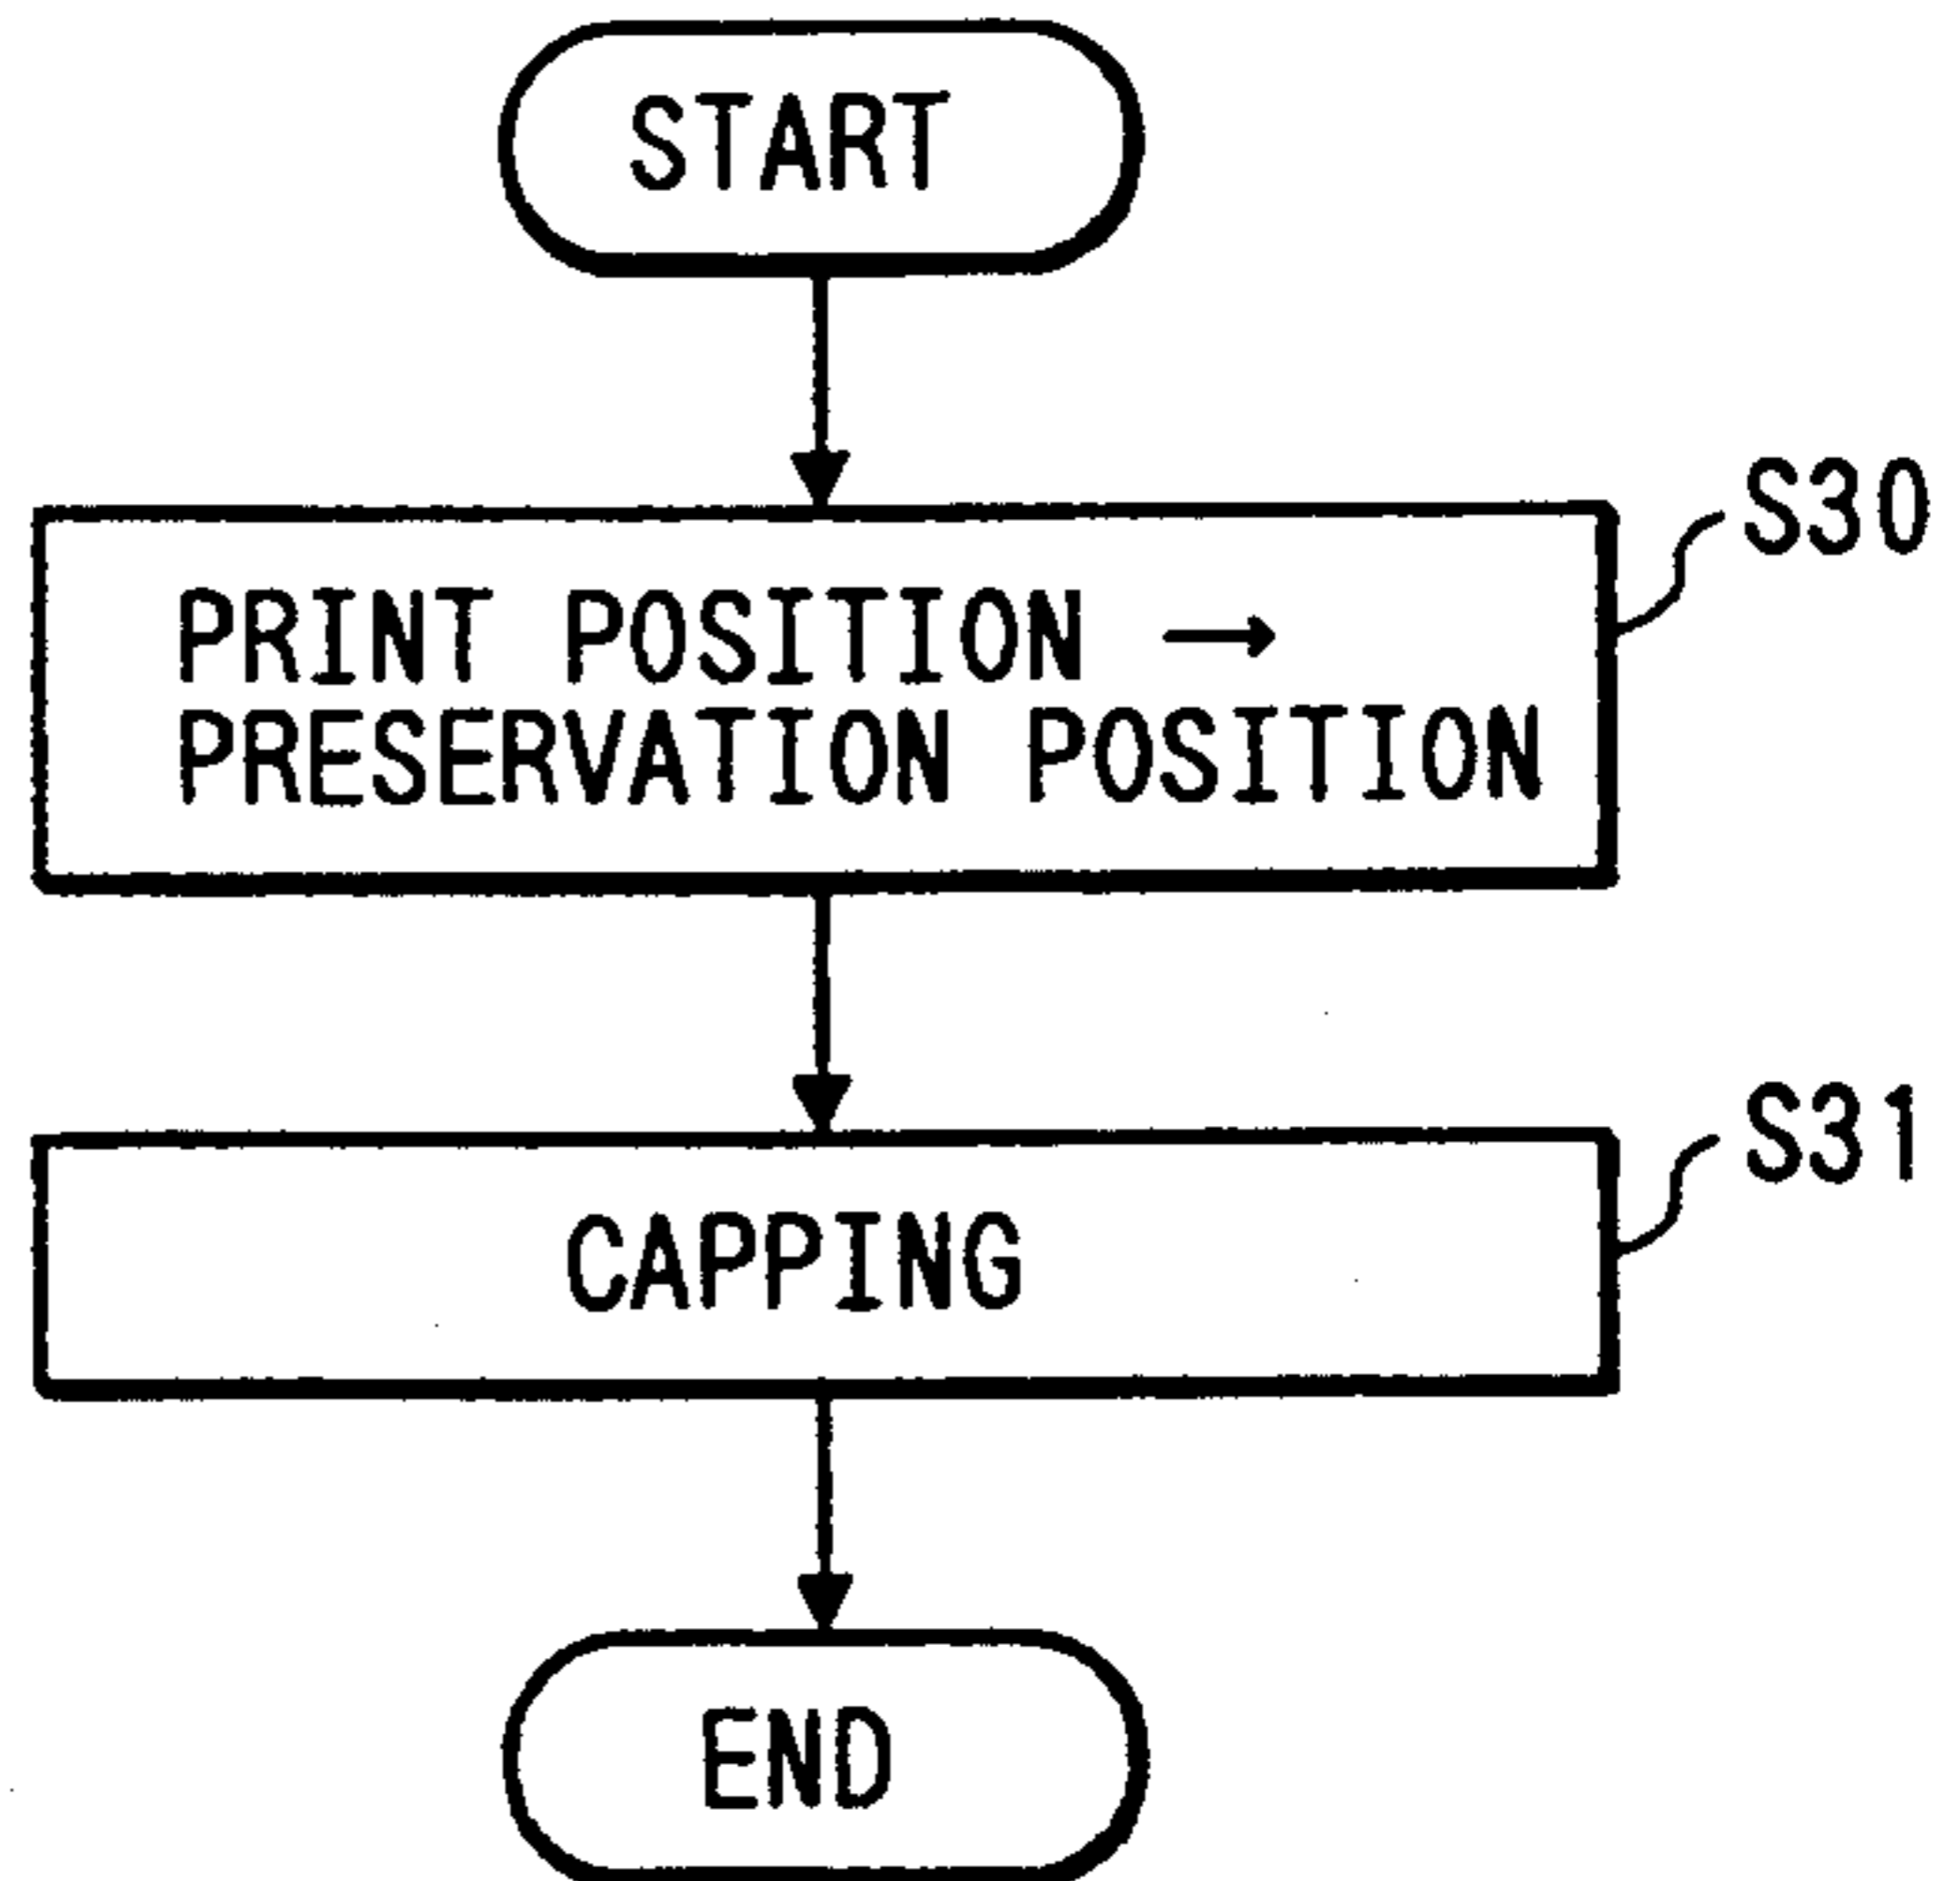 START
S30
PRINT POSITION →
PRESERVATION POSITION
S31
CAPPING
END